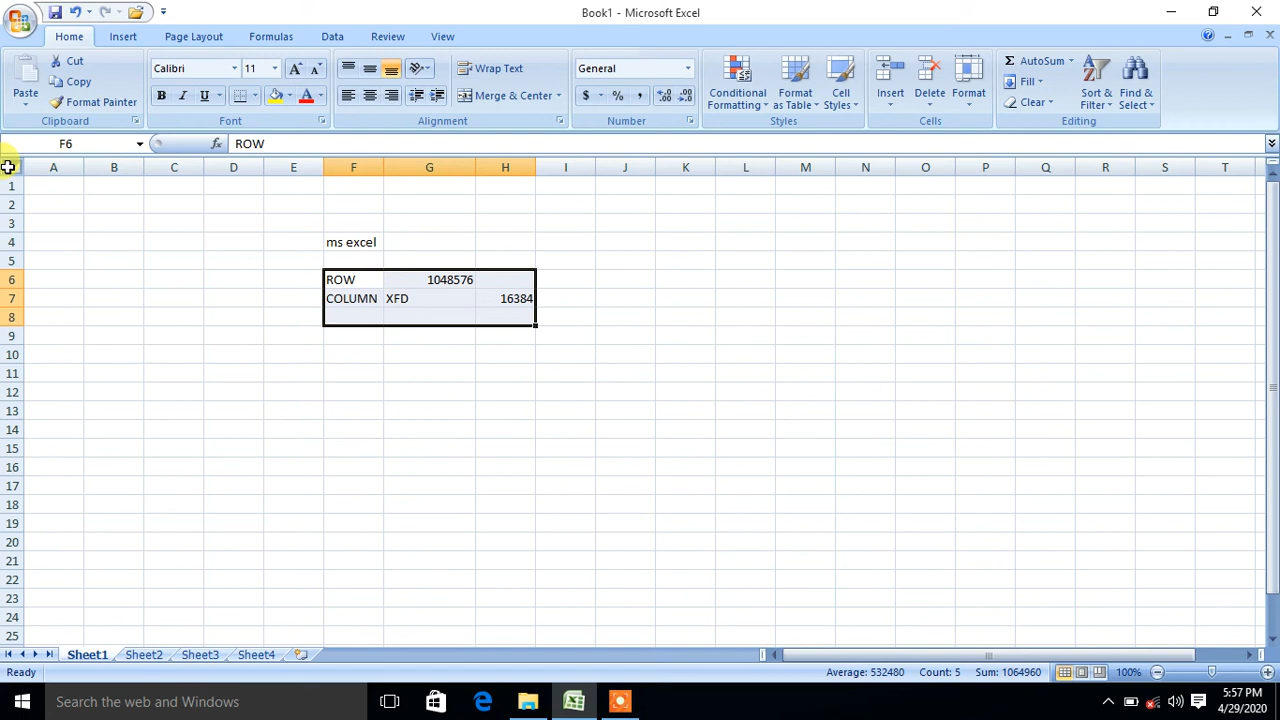 Book1 - Microsoft Excel
Home Insert Page Layout Formulas Data Review View
Cut
Copy
Paste
Format Painter
Clipboard
Calibri 11
Font
Wrap Text
Merge & Center
Alignment
General
Number
Conditional Formatting
Format as Table
Cell Styles
Styles
Insert
Delete
Format
Cells
AutoSum
Fill
Clear
Sort & Filter
Find & Select
Editing
F6 fx ROW
A B C D E F G H I J K L M N O P Q R S T
1
2
3
4 ms excel
5
6 ROW 1048576
7 COLUMN XFD 16384
8
9
10
11
12
13
14
15
16
17
18
19
20
21
22
23
24
25
Sheet1 Sheet2 Sheet3 Sheet4
Ready Average: 532480 Count: 5 Sum: 1064960 100%
Search the web and Windows
5:57 PM
4/29/2020